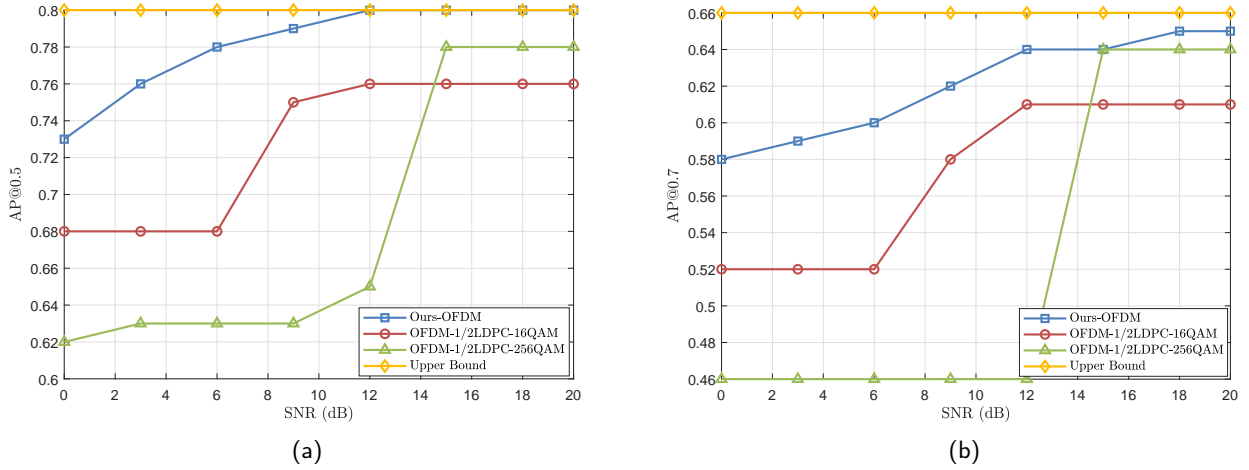 0.8
0.78
0.76
0.74
0.72
0.7
0.68
0.66
0.64
0.62
0.6
AP@0.5
0 2 4 6 8 10 12 14 16 18 20
SNR (dB)
Ours-OFDM
OFDM-1/2LDPC-16QAM
OFDM-1/2LDPC-256QAM
Upper Bound
(a)
0.66
0.64
0.62
0.6
0.58
0.56
0.54
0.52
0.5
0.48
0.46
AP@0.7
0 2 4 6 8 10 12 14 16 18 20
SNR (dB)
Ours-OFDM
OFDM-1/2LDPC-16QAM
OFDM-1/2LDPC-256QAM
Upper Bound
(b)